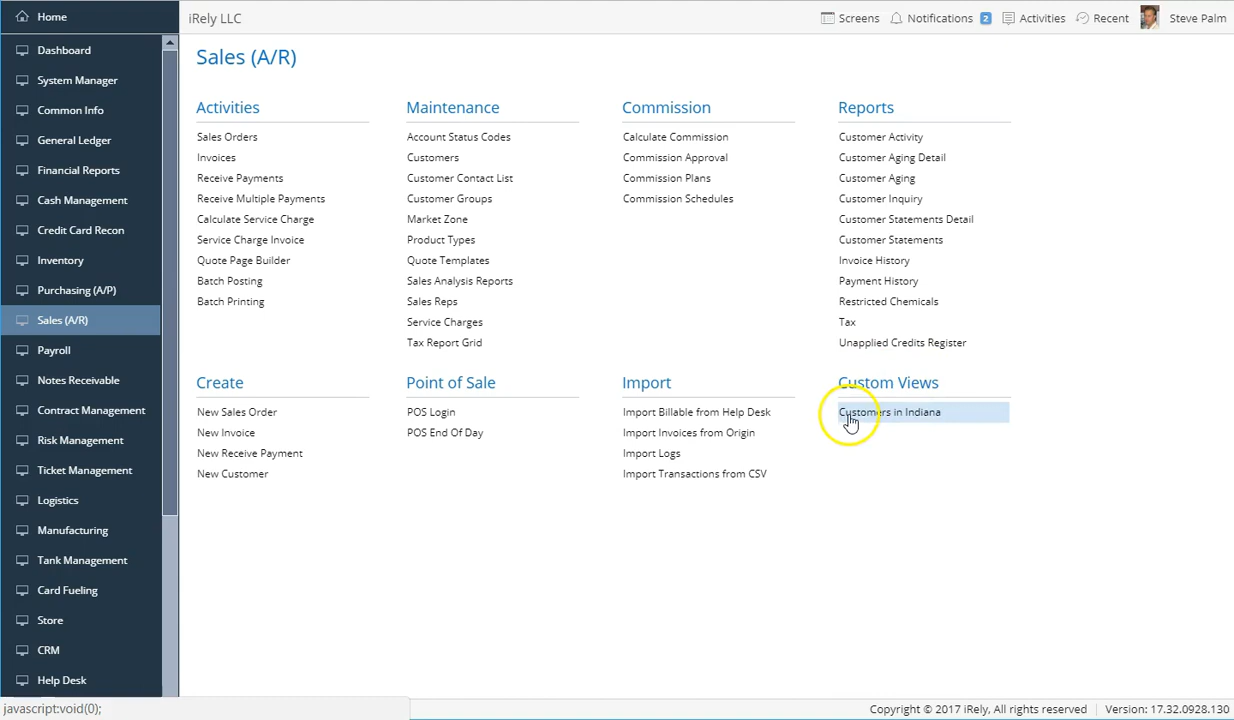 Home
iRely LLC
Screens
Notifications 2
Activities
Recent
Steve Palm
Dashboard
System Manager
Common Info
General Ledger
Financial Reports
Cash Management
Credit Card Recon
Inventory
Purchasing (A/P)
Sales (A/R)
Payroll
Notes Receivable
Contract Management
Risk Management
Ticket Management
Logistics
Manufacturing
Tank Management
Card Fueling
Store
CRM
Help Desk
Sales (A/R)
Activities
Sales Orders
Invoices
Receive Payments
Receive Multiple Payments
Calculate Service Charge
Service Charge Invoice
Quote Page Builder
Batch Posting
Batch Printing
Maintenance
Account Status Codes
Customers
Customer Contact List
Customer Groups
Market Zone
Product Types
Quote Templates
Sales Analysis Reports
Sales Reps
Service Charges
Tax Report Grid
Commission
Calculate Commission
Commission Approval
Commission Plans
Commission Schedules
Reports
Customer Activity
Customer Aging Detail
Customer Aging
Customer Inquiry
Customer Statements Detail
Customer Statements
Invoice History
Payment History
Restricted Chemicals
Tax
Unapplied Credits Register
Create
New Sales Order
New Invoice
New Receive Payment
New Customer
Point of Sale
POS Login
POS End Of Day
Import
Import Billable from Help Desk
Import Invoices from Origin
Import Logs
Import Transactions from CSV
Custom Views
Customers in Indiana
javascript:void(0);
Copyright © 2017 iRely, All rights reserved
Version: 17.32.0928.130